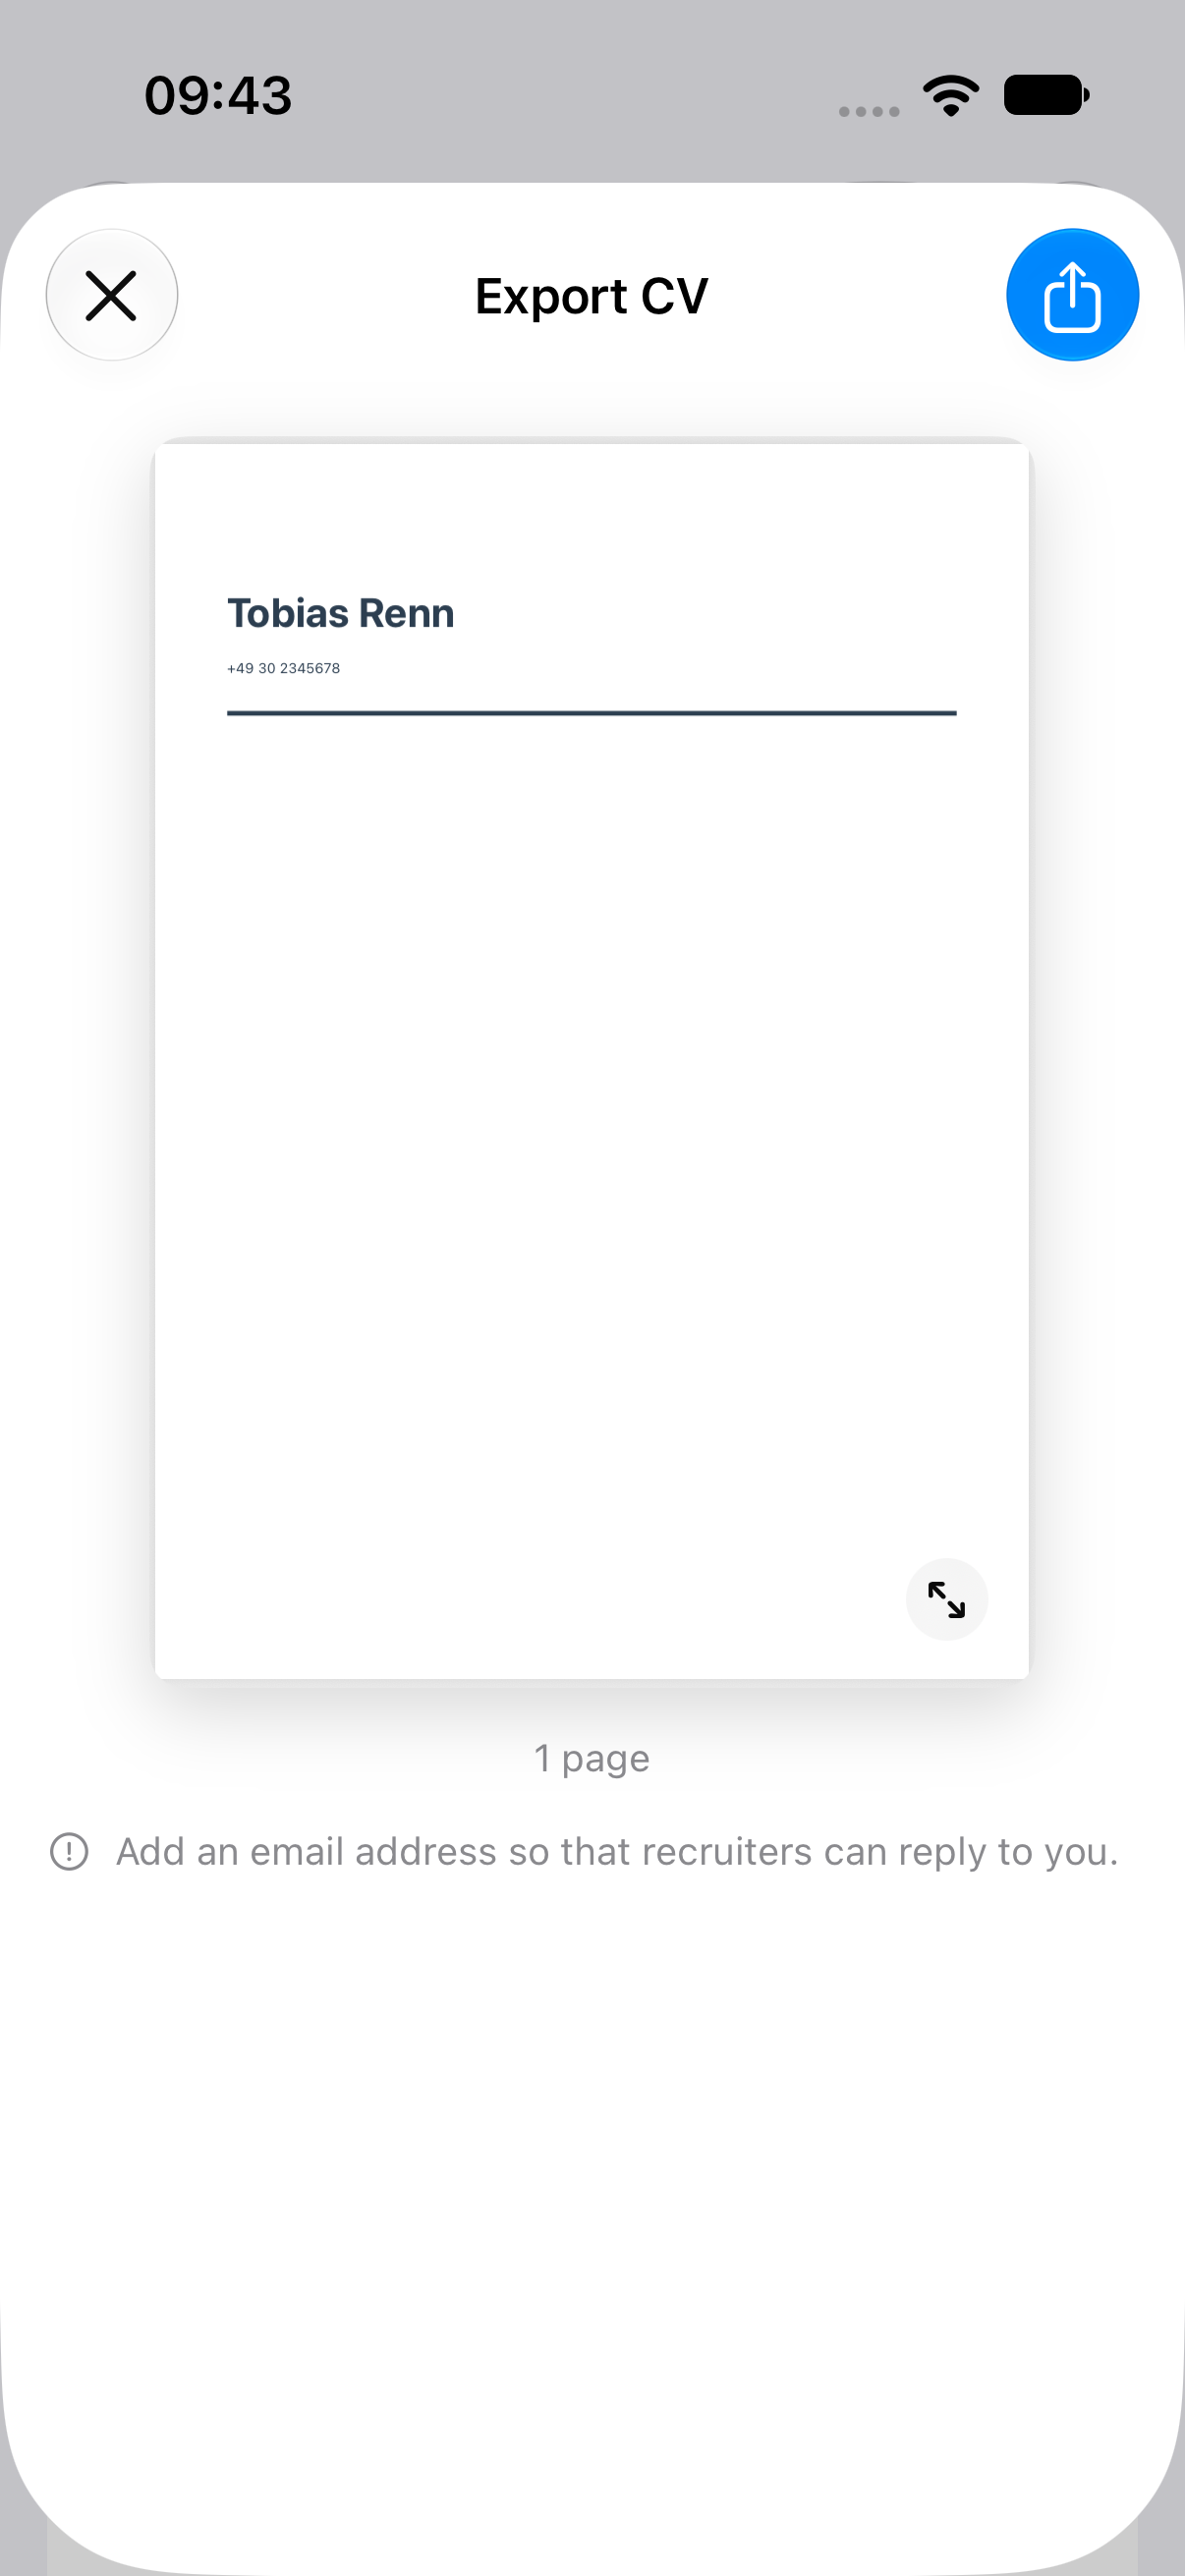 09:43
Export CV
Tobias Renn
+49 30 2345678
1 page
Add an email address so that recruiters can reply to you.